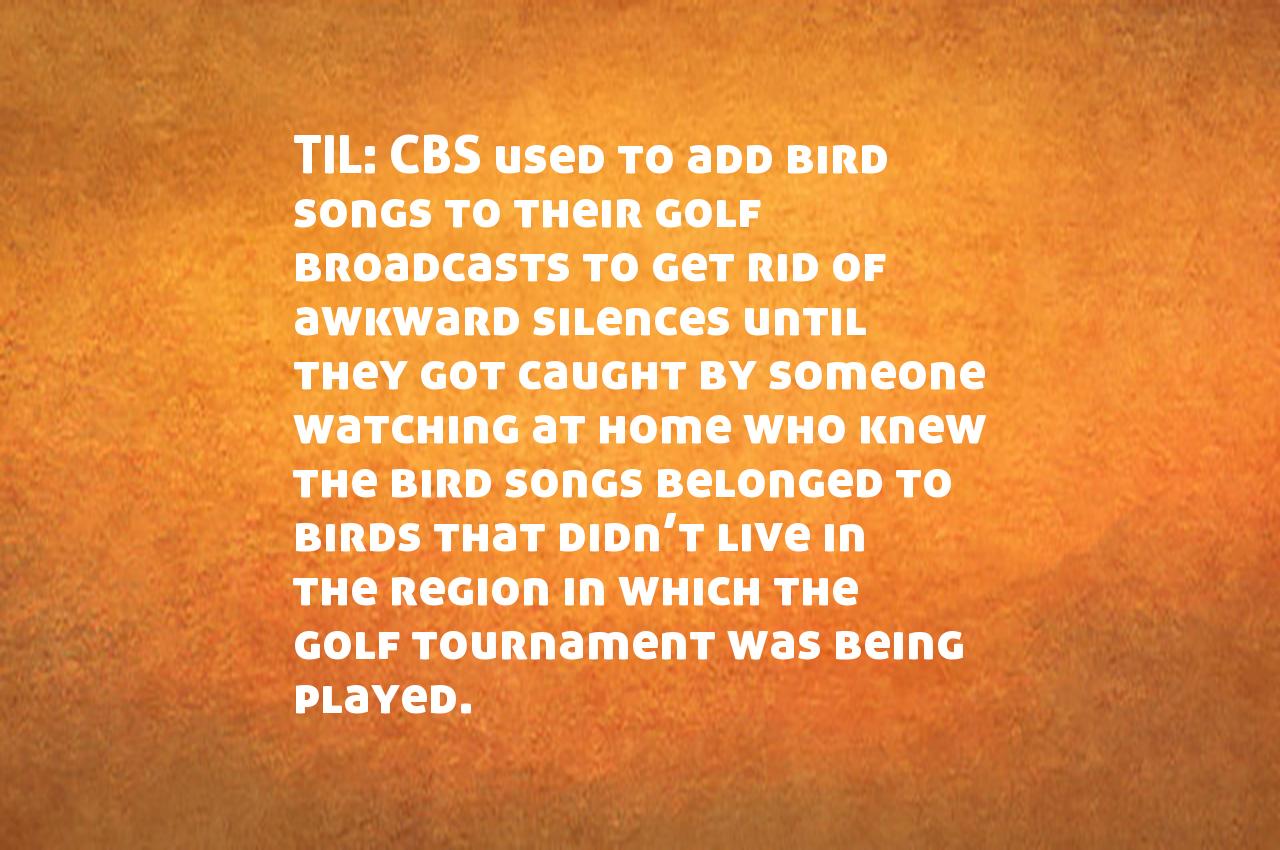 TIL: CBS used to add bird
songs to their golf
broadcasts to get rid of
awkward silences until
they got caught by someone
watching at home who knew
the bird songs belonged to
birds that didn’t live in
the region in which the
golf tournament was being
played.